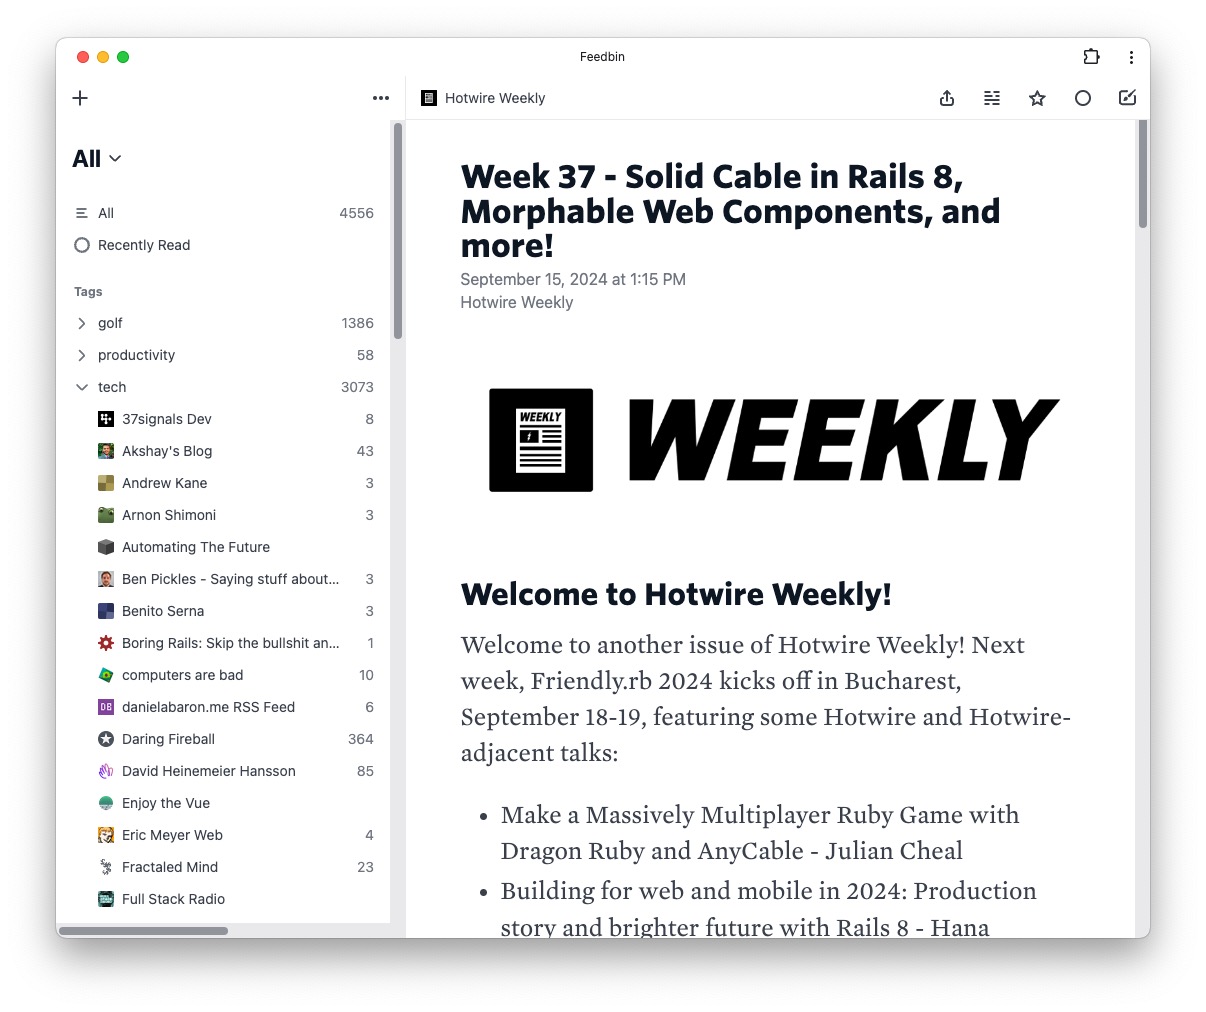 Feedbin
Hotwire Weekly
All
All 4556
Recently Read
Tags
golf 1386
productivity 58
tech 3073
37signals Dev 8
Akshay's Blog 43
Andrew Kane 3
Arnon Shimoni 3
Automating The Future
Ben Pickles - Saying stuff about... 3
Benito Serna 3
Boring Rails: Skip the bullshit an... 1
computers are bad 10
DB danielabaron.me RSS Feed 6
Daring Fireball 364
David Heinemeier Hansson 85
Enjoy the Vue
Eric Meyer Web 4
Fractaled Mind 23
Full Stack Radio
Week 37 - Solid Cable in Rails 8,
Morphable Web Components, and
more!
September 15, 2024 at 1:15 PM
Hotwire Weekly
WEEKLY
WEEKLY
Welcome to Hotwire Weekly!
Welcome to another issue of Hotwire Weekly! Next
week, Friendly.rb 2024 kicks off in Bucharest,
September 18-19, featuring some Hotwire and Hotwire-
adjacent talks:
• Make a Massively Multiplayer Ruby Game with
Dragon Ruby and AnyCable - Julian Cheal
• Building for web and mobile in 2024: Production
story and brighter future with Rails 8 - Hana